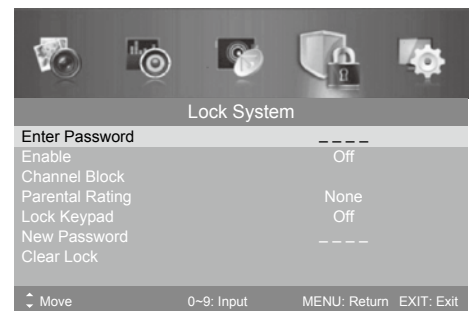 Lock System
Enter Password _ _ _ _
Enable Off
Channel Block
Parental Rating None
Lock Keypad Off
New Password _ _ _ _
Clear Lock
Move 0~9: Input MENU: Return EXIT: Exit